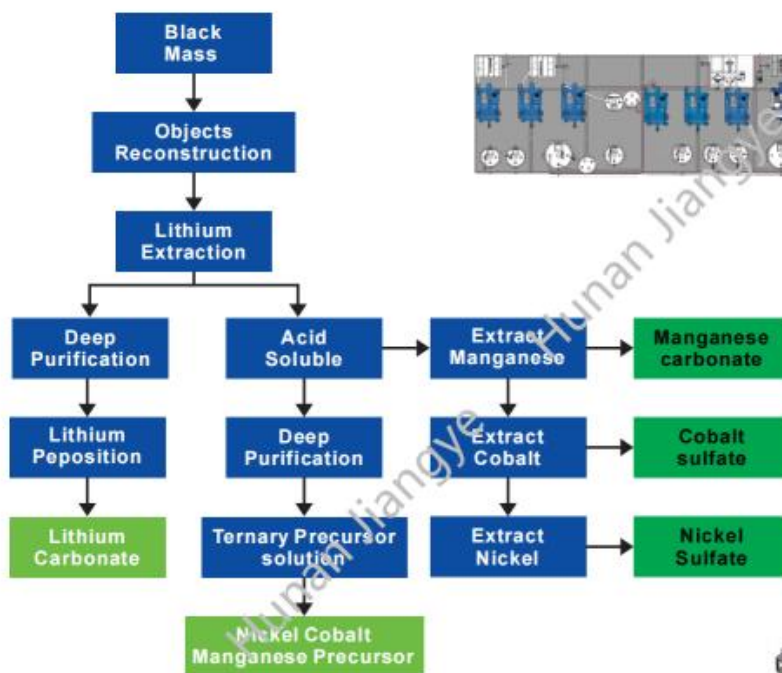 Black
Mass
Objects
Reconstruction
Lithium
Extraction
Deep
Purification
Acid
Soluble
Extract
Manganese
Manganese
carbonate
Lithium
Peposition
Deep
Purification
Extract
Cobalt
Cobalt
sulfate
Lithium
Carbonate
Ternary Precursor
solution
Extract
Nickel
Nickel
Sulfate
Nickel Cobalt
Manganese Precursor
Hunan Jiangye
Hunan Jiangye